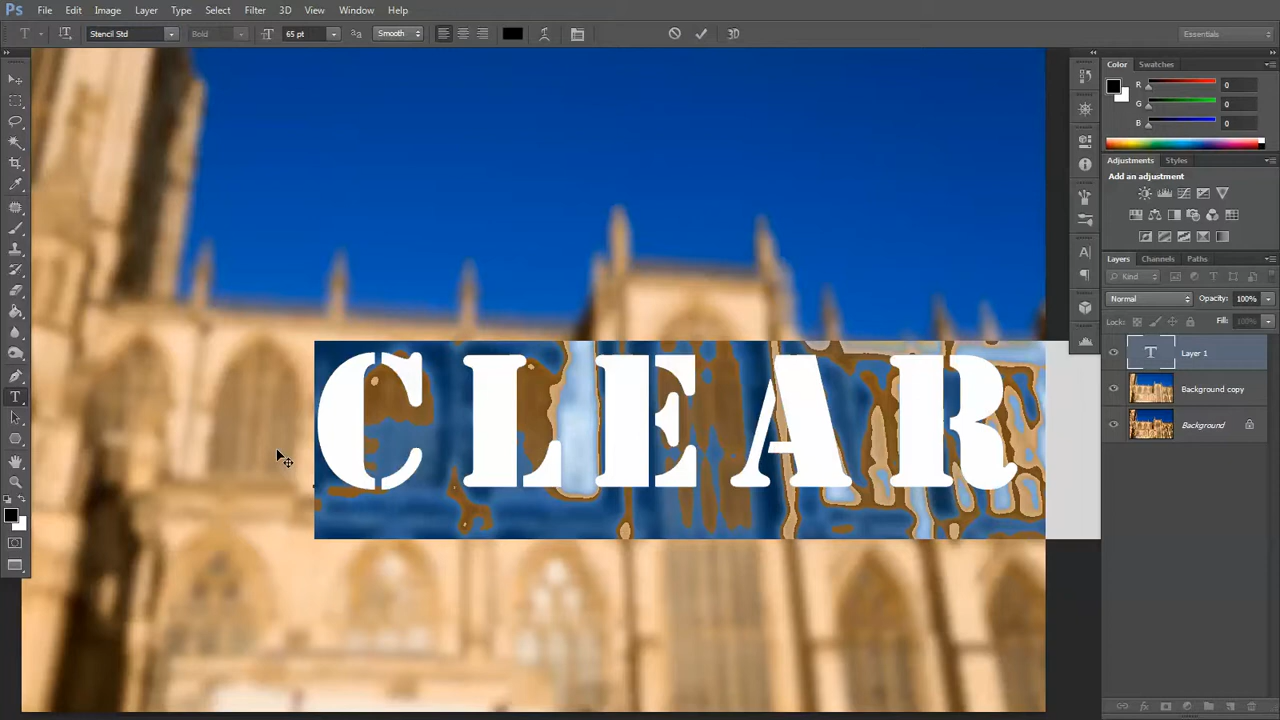 Ps File Edit Image Layer Type Select Filter 3D View Window Help
T Stencil Std Bold 65 pt Smooth 3D Essentials
Color Swatches
R 0
G 0
B 0
Adjustments Styles
Add an adjustment
Layers Channels Paths
Kind
Normal Opacity: 100%
Lock: Fill: 100%
T Layer 1
Background copy
Background
CLEAR